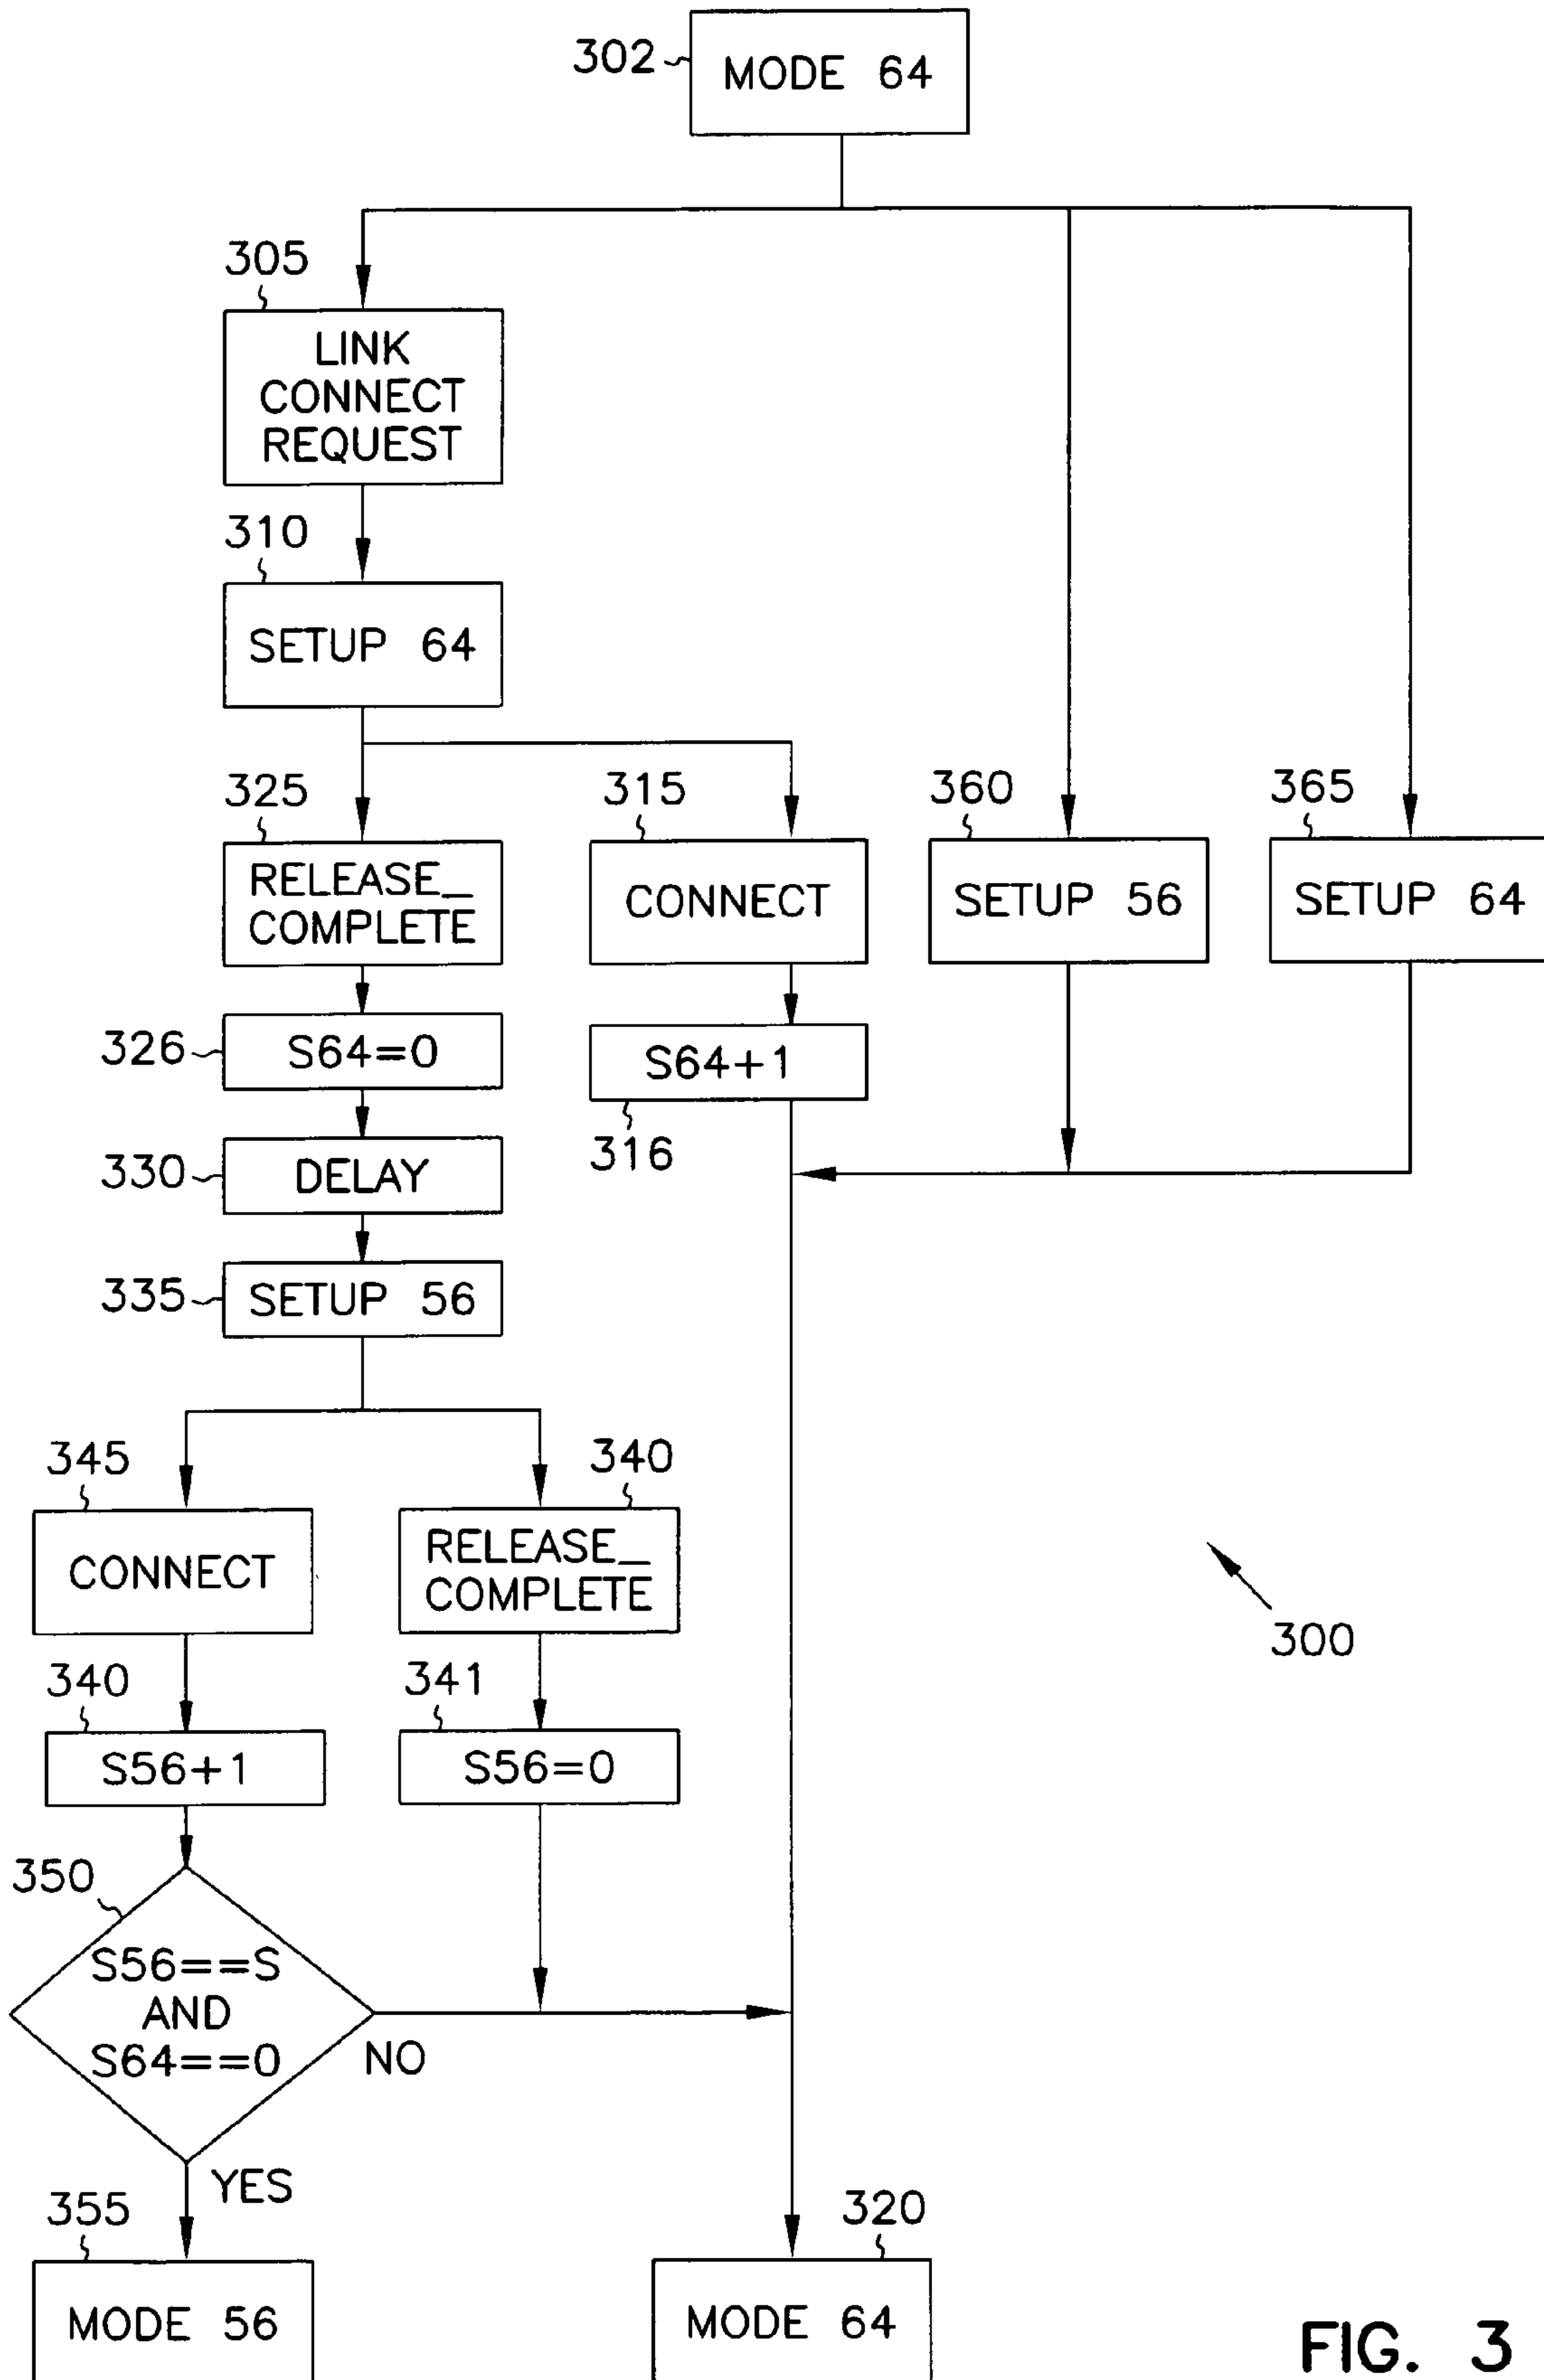 302
MODE 64
305
LINK
CONNECT
REQUEST
310
SETUP 64
325
RELEASE_
COMPLETE
315
CONNECT
360
SETUP 56
365
SETUP 64
326
S64=0
S64+1
316
330
DELAY
335
SETUP 56
345
CONNECT
340
RELEASE_
COMPLETE
300
340
S56+1
341
S56=0
350
S56==S
AND
S64==0
NO
YES
355
MODE 56
320
MODE 64
FIG. 3